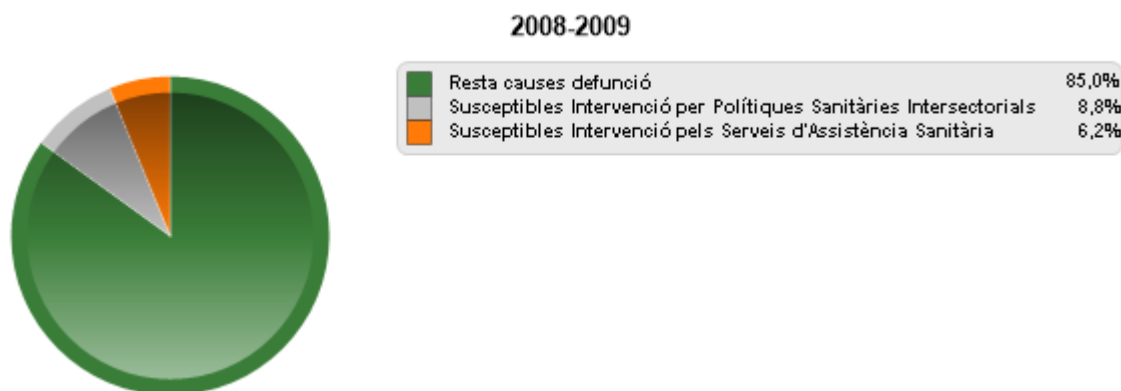 2008-2009
Resta causes defunció 85,0%
Susceptibles Intervenció per Polítiques Sanitàries Intersectorials 8,8%
Susceptibles Intervenció pels Serveis d'Assistència Sanitària 6,2%